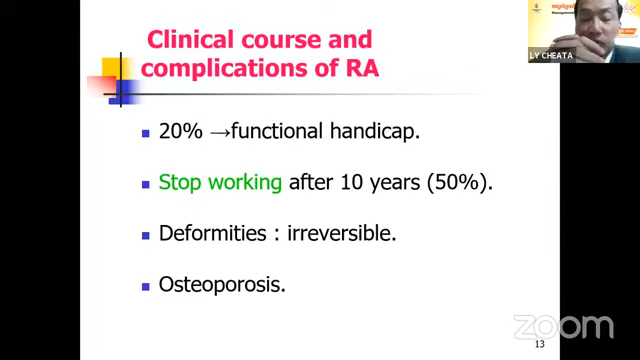 Clinical course and
complications of RA
20% →functional handicap.
Stop working after 10 years (50%).
Deformities : irreversible.
Osteoporosis.
LY CHEATA
zoom
13